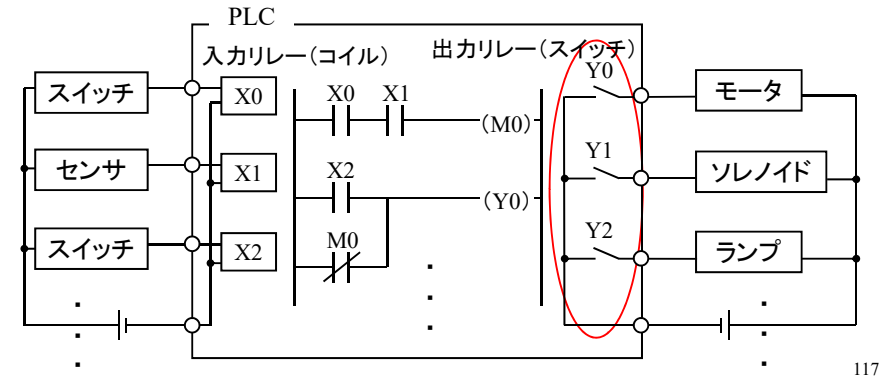 PLC
入力リレー(コイル)
出力リレー(スイッチ)
スイッチ
X0
X0
X1
(M0)
Y0
モータ
センサ
X1
X2
(Y0)
Y1
ソレノイド
スイッチ
X2
M0
Y2
ランプ
117